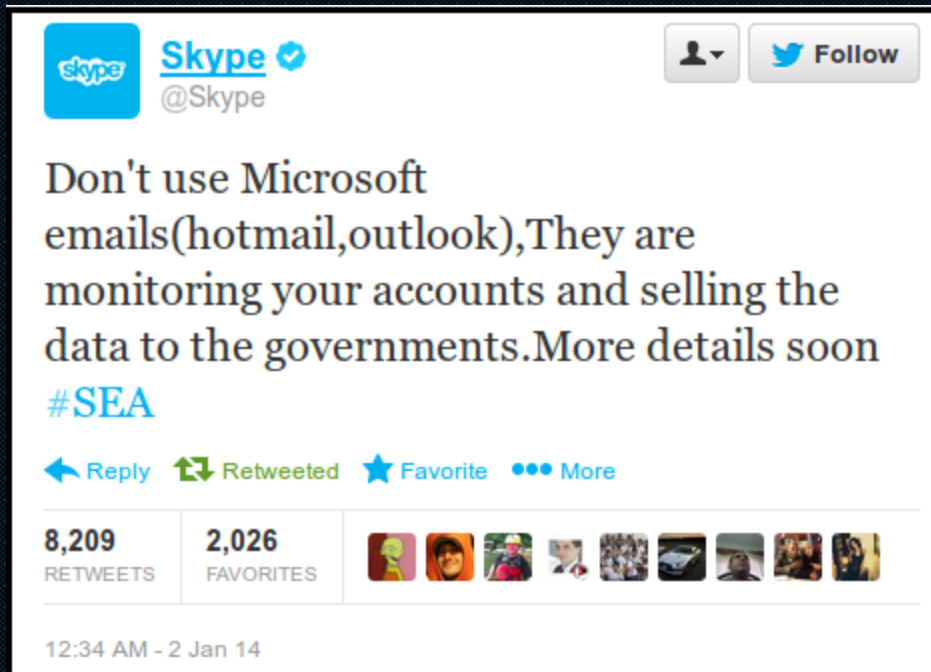 skype
Skype
@Skype
Follow
Don't use Microsoft
emails(hotmail,outlook),They are
monitoring your accounts and selling the
data to the governments.More details soon
#SEA
Reply Retweeted Favorite More
8,209 2,026
RETWEETS FAVORITES
12:34 AM - 2 Jan 14